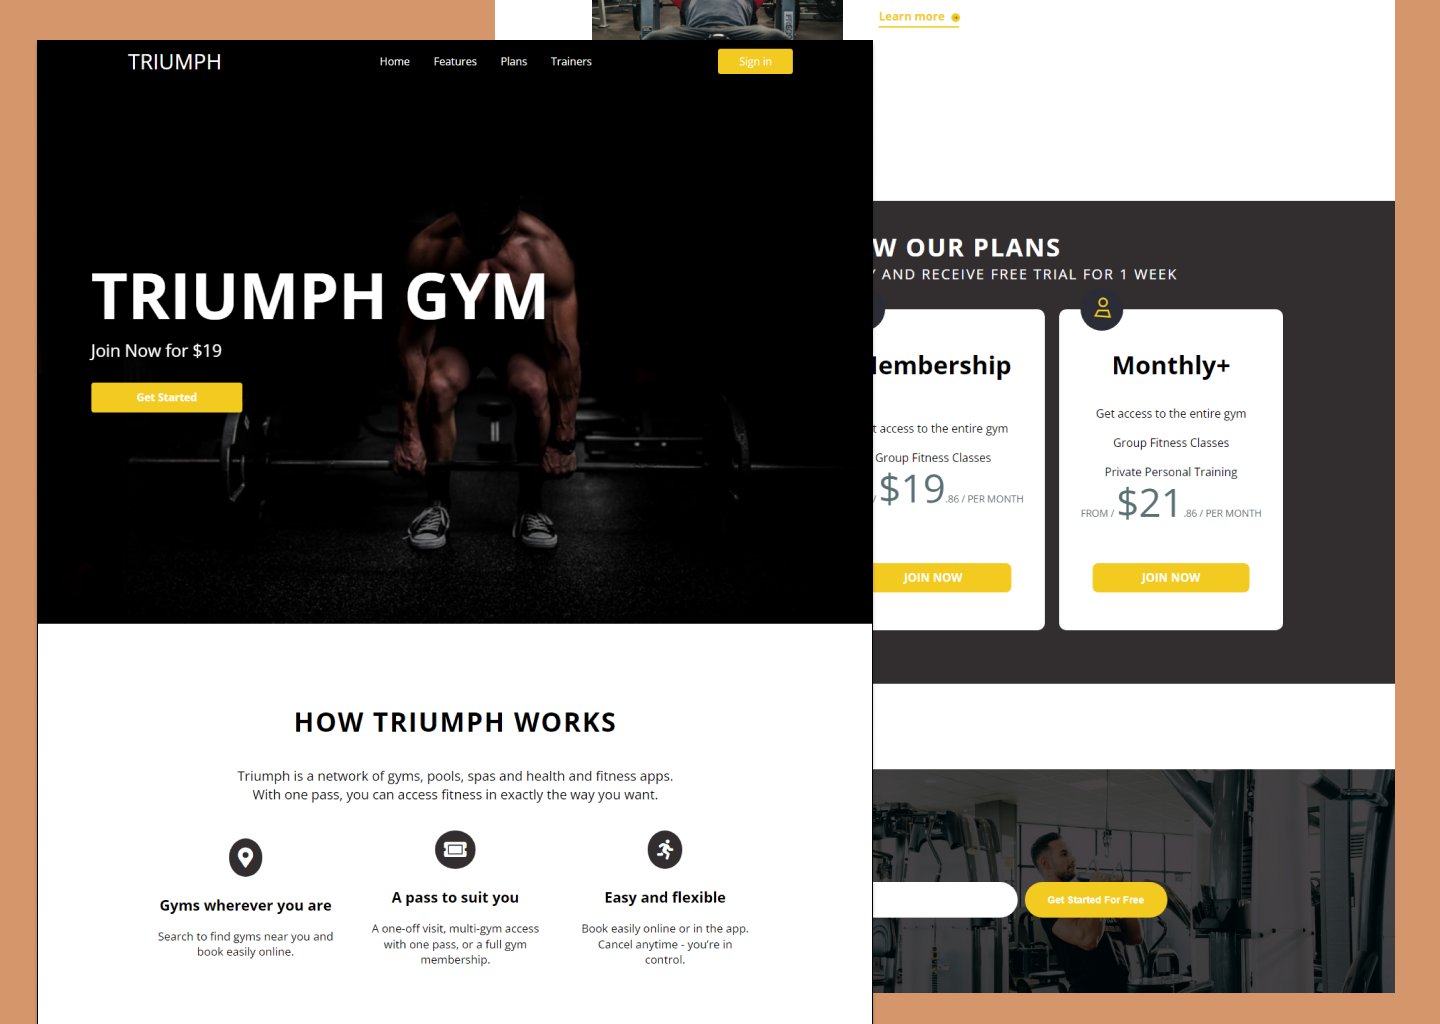 Learn more
TRIUMPH
Home
Features
Plans
Trainers
Sign in
TRIUMPH GYM
Join Now for $19
Get Started
HOW TRIUMPH WORKS
Triumph is a network of gyms, pools, spas and health and fitness apps.
With one pass, you can access fitness in exactly the way you want.
Gyms wherever you are
Search to find gyms near you and
book easily online.
A pass to suit you
A one-off visit, multi-gym access
with one pass, or a full gym
membership.
Easy and flexible
Book easily online or in the app.
Cancel anytime - you're in
control.
W OUR PLANS
AND RECEIVE FREE TRIAL FOR 1 WEEK
embership
t access to the entire gym
Group Fitness Classes
/ $19.86 / PER MONTH
JOIN NOW
Monthly+
Get access to the entire gym
Group Fitness Classes
Private Personal Training
FROM / $21.86 / PER MONTH
JOIN NOW
Get Started For Free